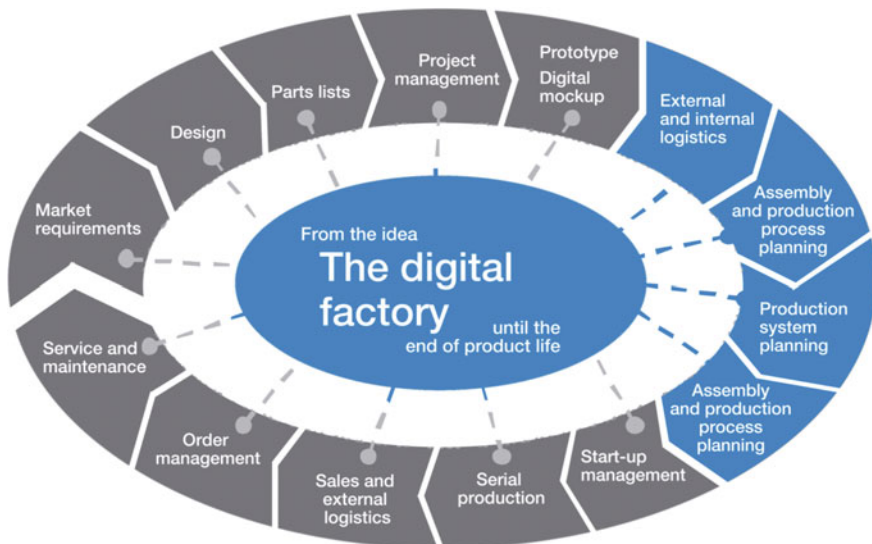 Market
requirements
Design
Parts lists
Project
management
Prototype
Digital
mockup
External
and internal
logistics
Assembly
and production
process
planning
Production
system
planning
Assembly
and production
process
planning
Start-up
management
Serial
production
Sales and
external
logistics
Order
management
Service and
maintenance
From the idea
The digital
factory
until the
end of product life